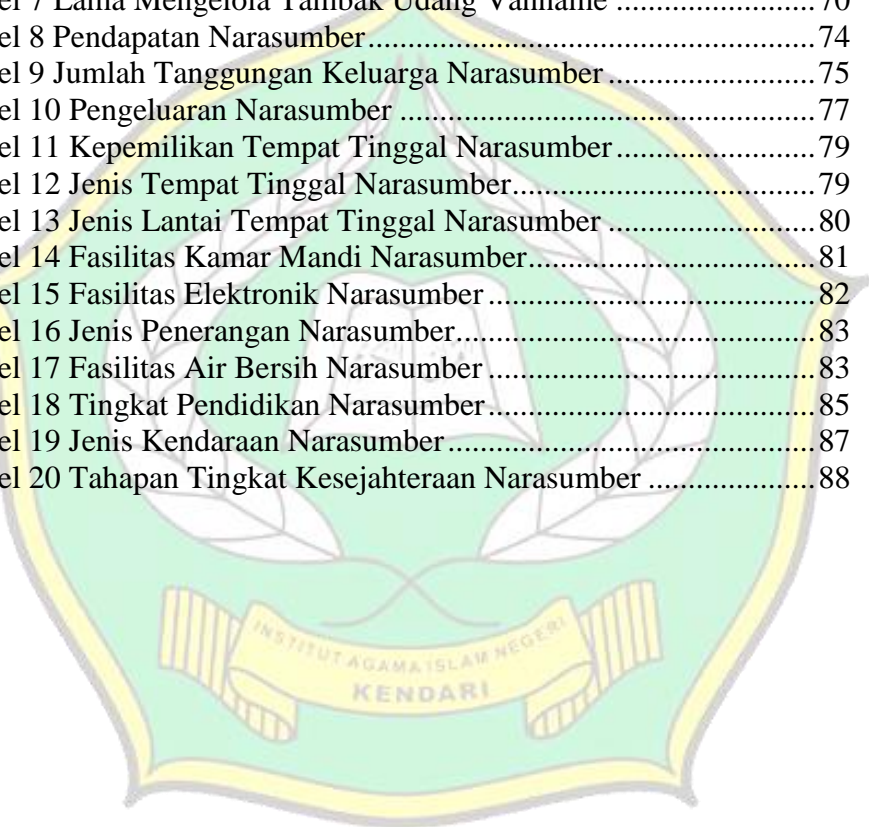 el 7 Lama Mengelola Tambak Udang Vanname ........................ 70
el 8 Pendapatan Narasumber ........................ 74
el 9 Jumlah Tanggungan Keluarga Narasumber ........................ 75
el 10 Pengeluaran Narasumber ........................ 77
el 11 Kepemilikan Tempat Tinggal Narasumber ........................ 79
el 12 Jenis Tempat Tinggal Narasumber ........................ 79
el 13 Jenis Lantai Tempat Tinggal Narasumber ........................ 80
el 14 Fasilitas Kamar Mandi Narasumber ........................ 81
el 15 Fasilitas Elektronik Narasumber ........................ 82
el 16 Jenis Penerangan Narasumber ........................ 83
el 17 Fasilitas Air Bersih Narasumber ........................ 83
el 18 Tingkat Pendidikan Narasumber ........................ 85
el 19 Jenis Kendaraan Narasumber ........................ 87
el 20 Tahapan Tingkat Kesejahteraan Narasumber ........................ 88
INSTITUT AGAMA ISLAM NEGERI
KENDARI